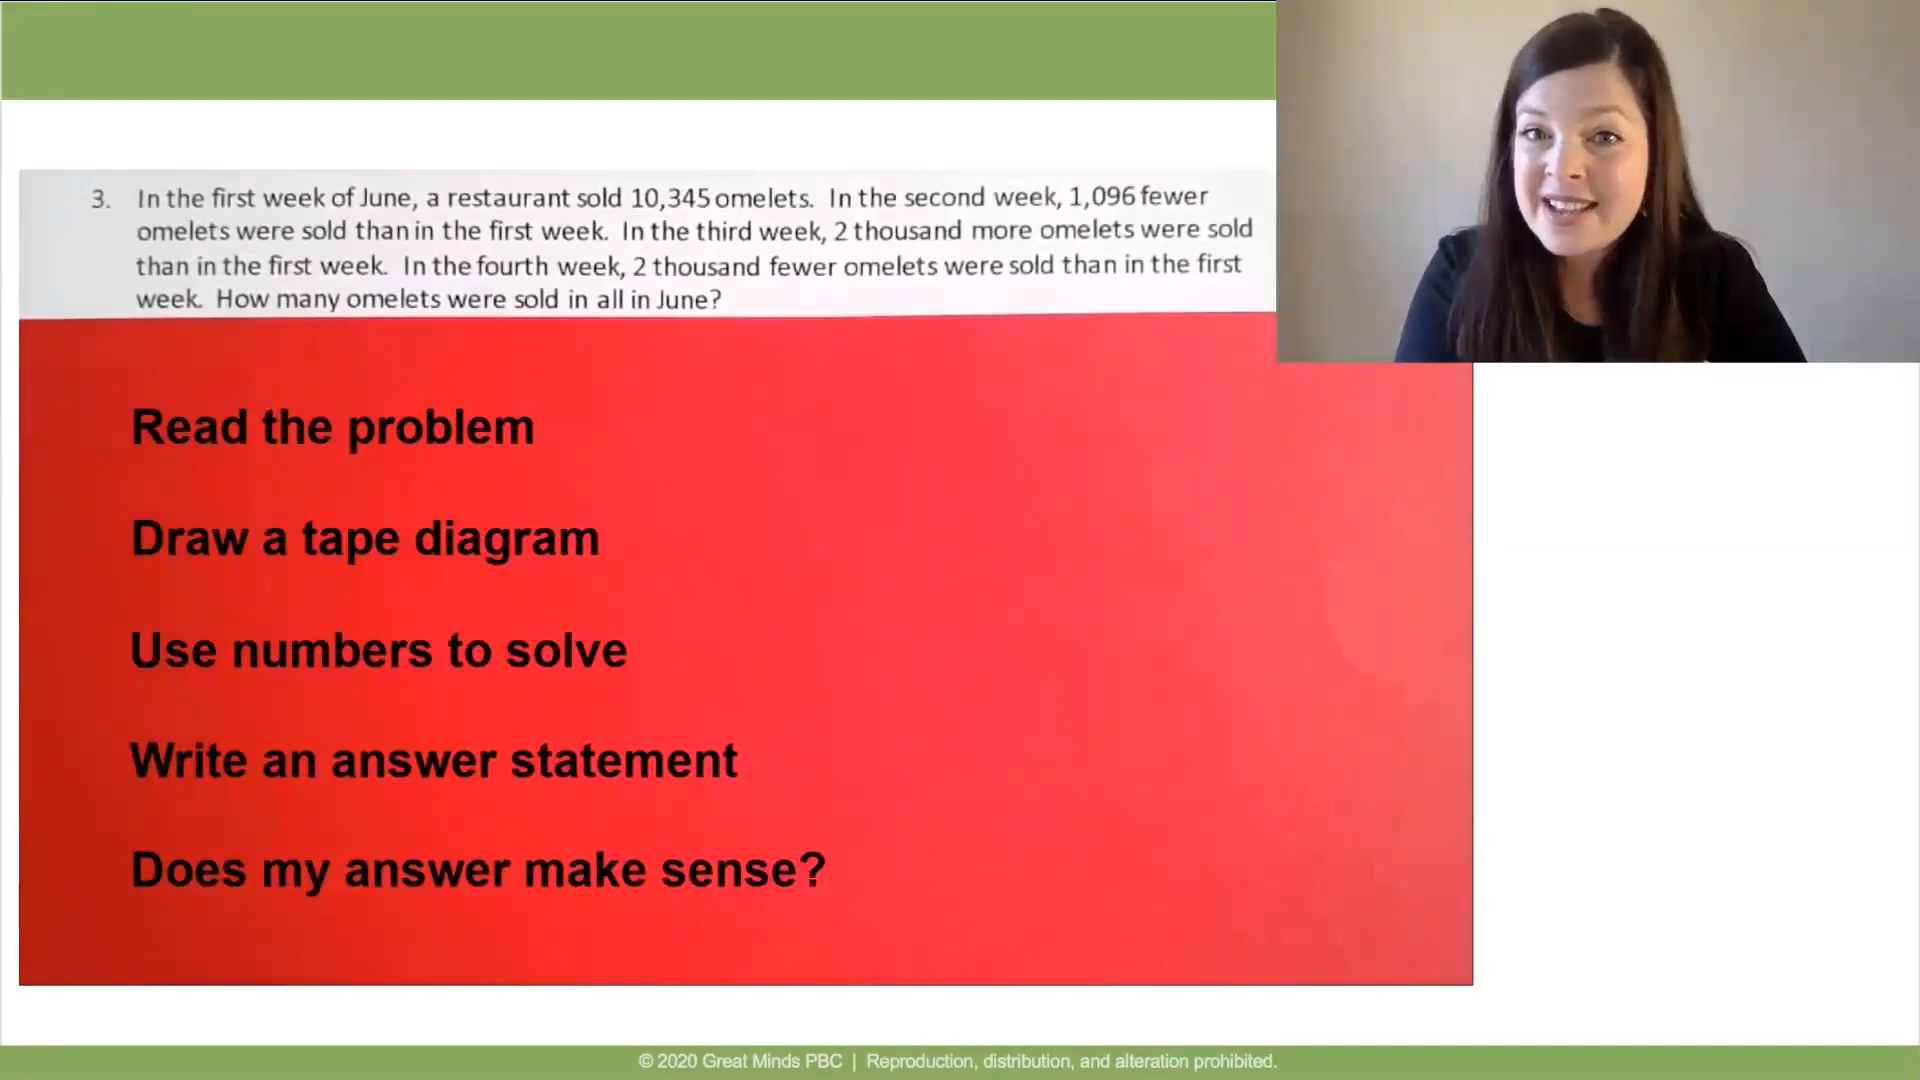 3. In the first week of June, a restaurant sold 10,345 omelets. In the second week, 1,096 fewer
omelets were sold than in the first week. In the third week, 2 thousand more omelets were sold
than in the first week. In the fourth week, 2 thousand fewer omelets were sold than in the first
week. How many omelets were sold in all in June?
Read the problem
Draw a tape diagram
Use numbers to solve
Write an answer statement
Does my answer make sense?
© 2020 Great Minds PBC | Reproduction, distribution, and alteration prohibited.